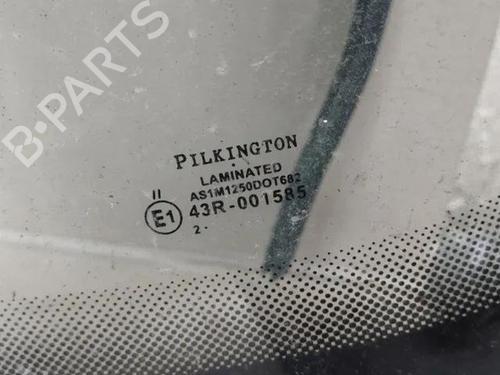 B-PARTS
PILKINGTON
LAMINATED
AS1M1250DOT682
II
E1 43R-001585
2 -